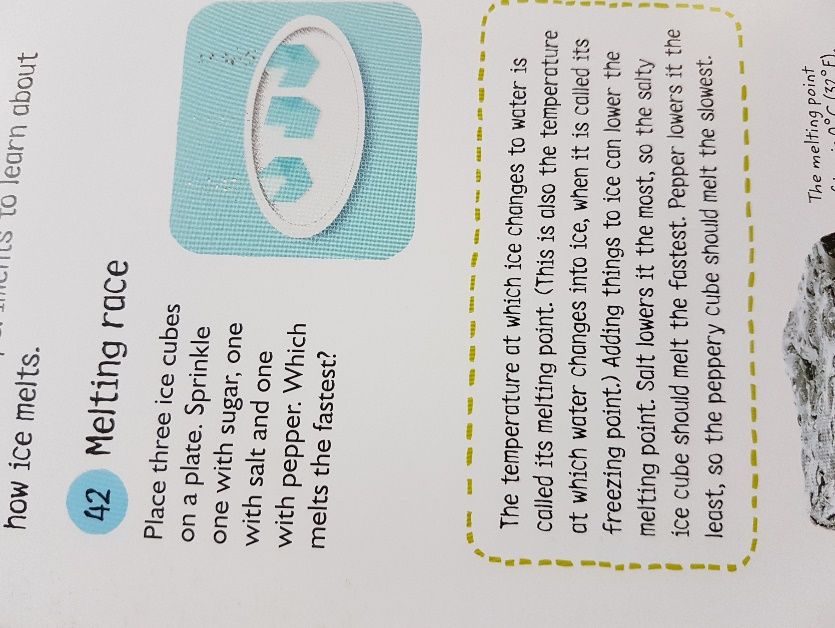 to learn about
how ice melts.
42 Melting race
Place three ice cubes
on a plate. Sprinkle
one with sugar, one
with salt and one
with pepper. Which
melts the fastest?
The temperature at which ice changes to water is
called its melting point. (This is also the temperature
at which water changes into ice, when it is called its
freezing point.) Adding things to ice can lower the
melting point. Salt lowers it the most, so the salty
ice cube should melt the fastest. Pepper lowers it the
least, so the peppery cube should melt the slowest.
The melting point
0°C (32°F)